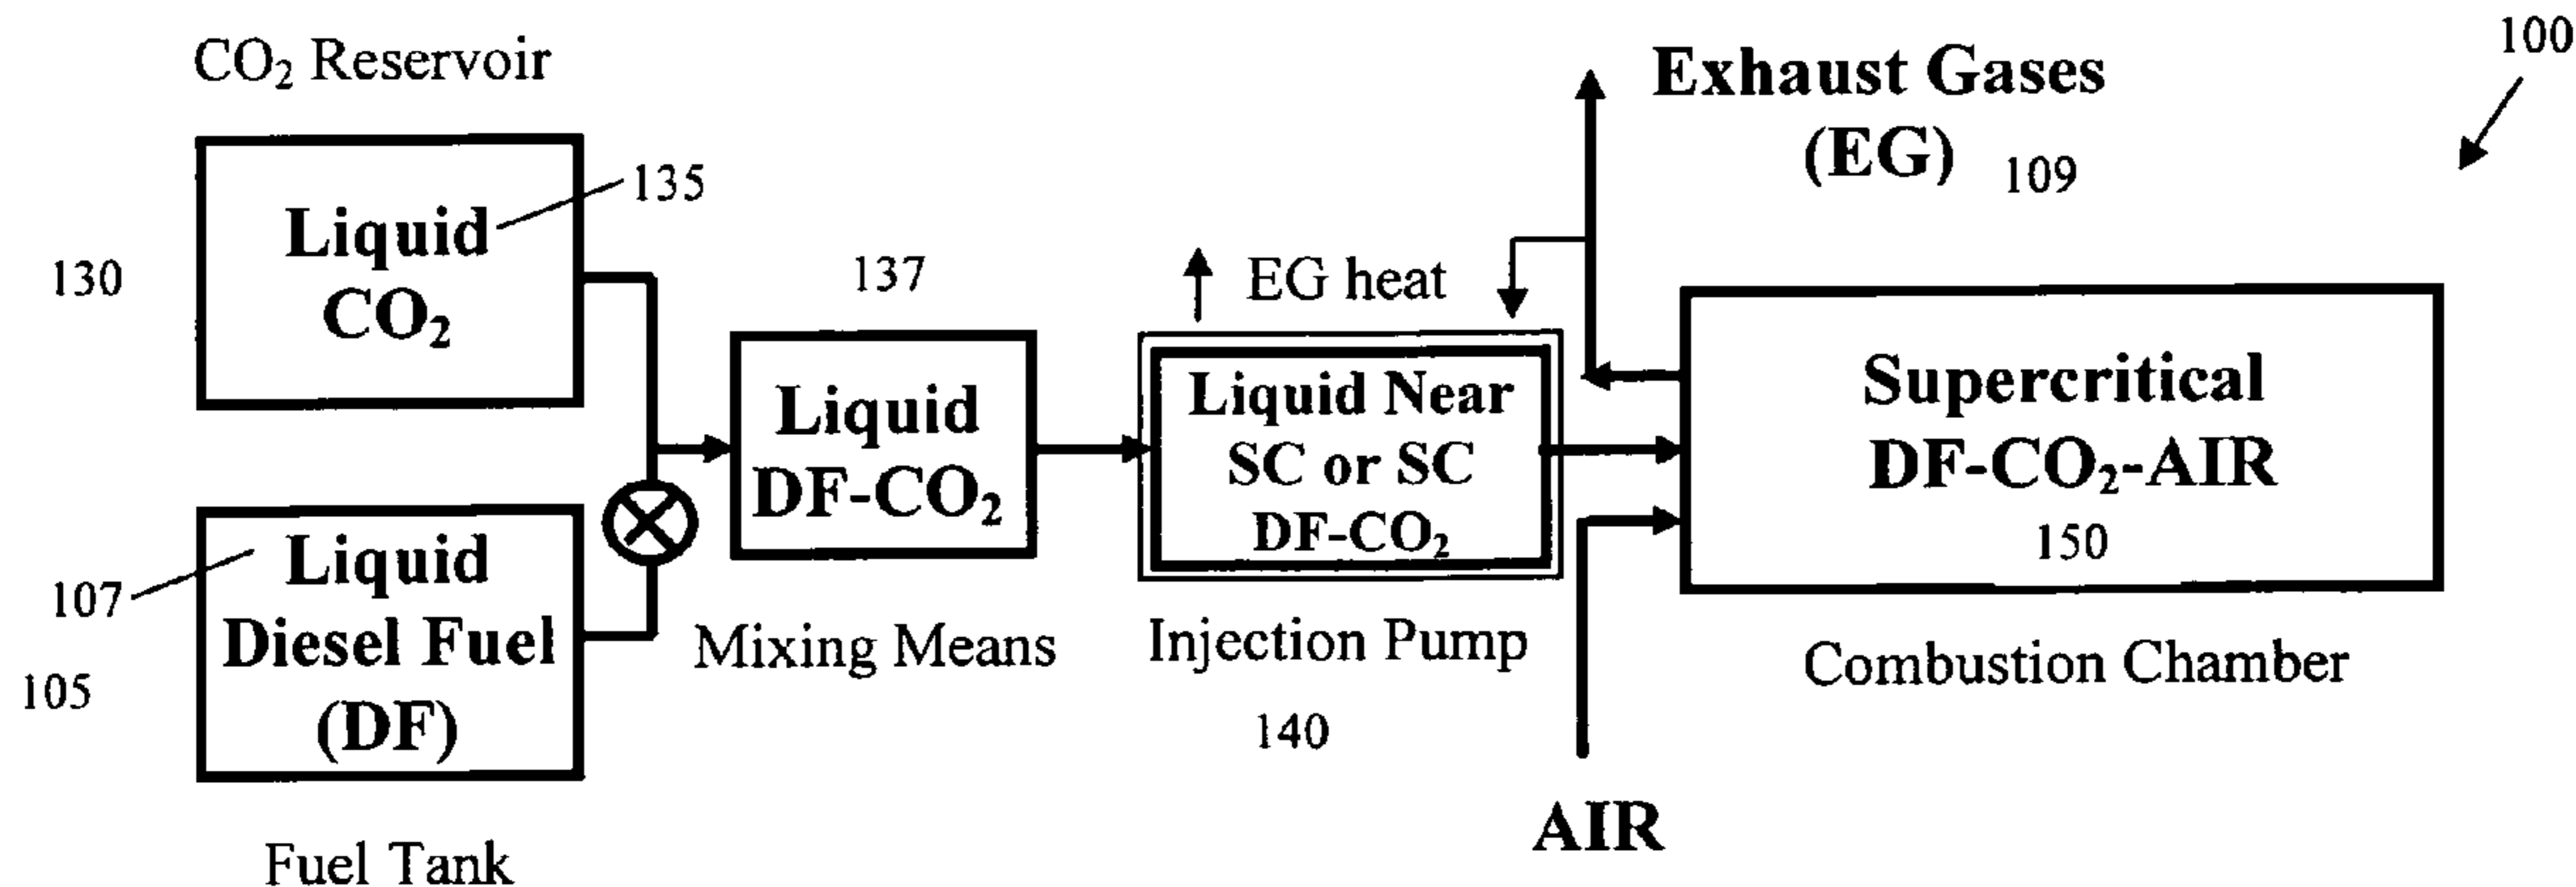 100
CO₂ Reservoir
Exhaust Gases
(EG) 109
Liquid
CO₂
135
130
137
EG heat
Liquid
DF-CO₂
Liquid Near
SC or SC
DF-CO₂
Supercritical
DF-CO₂-AIR
150
107
Liquid
Diesel Fuel
(DF)
105
Mixing Means
Injection Pump
140
Combustion Chamber
AIR
Fuel Tank